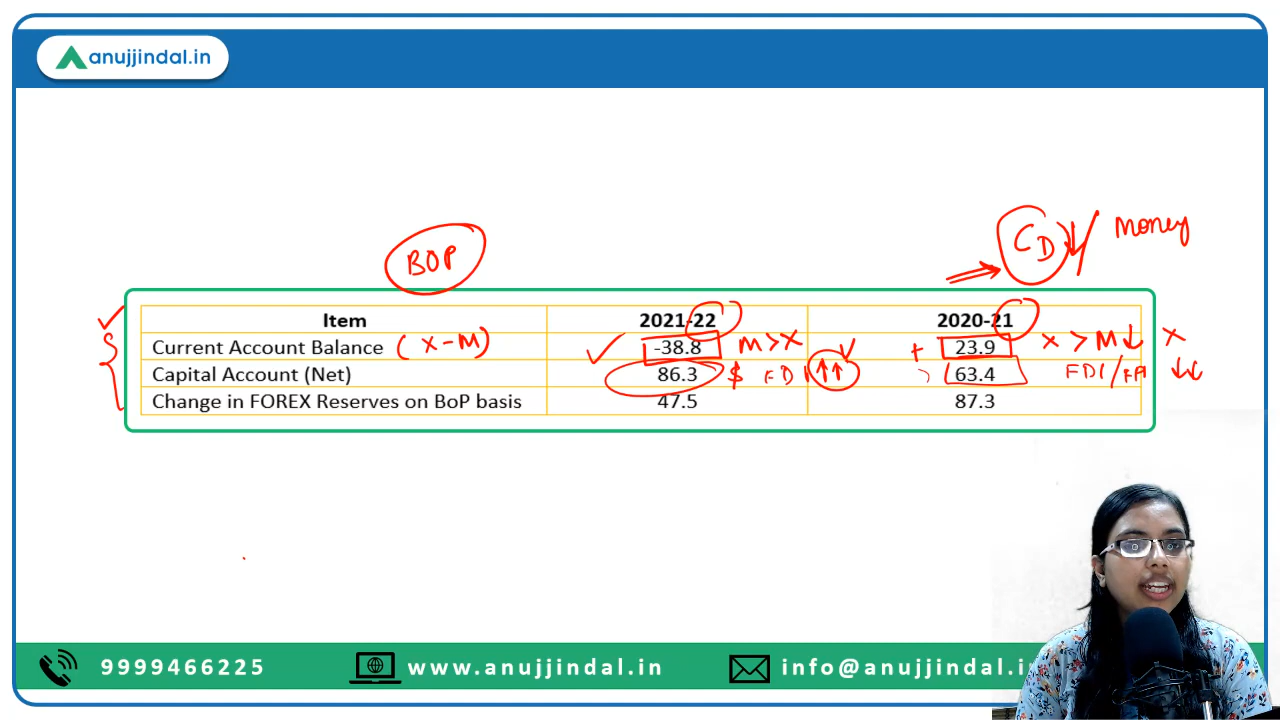 anujjindal.in
Money
CD
BOP
Item 2021-22 2020-21
Current Account Balance (X-M) -38.8 M>X + 23.9 X>M X
Capital Account (Net) 86.3 $ FDI 63.4 FDI/
Change in FOREX Reserves on BoP basis 47.5 87.3
9999466225 www.anujjindal.in info@anujjindal.i